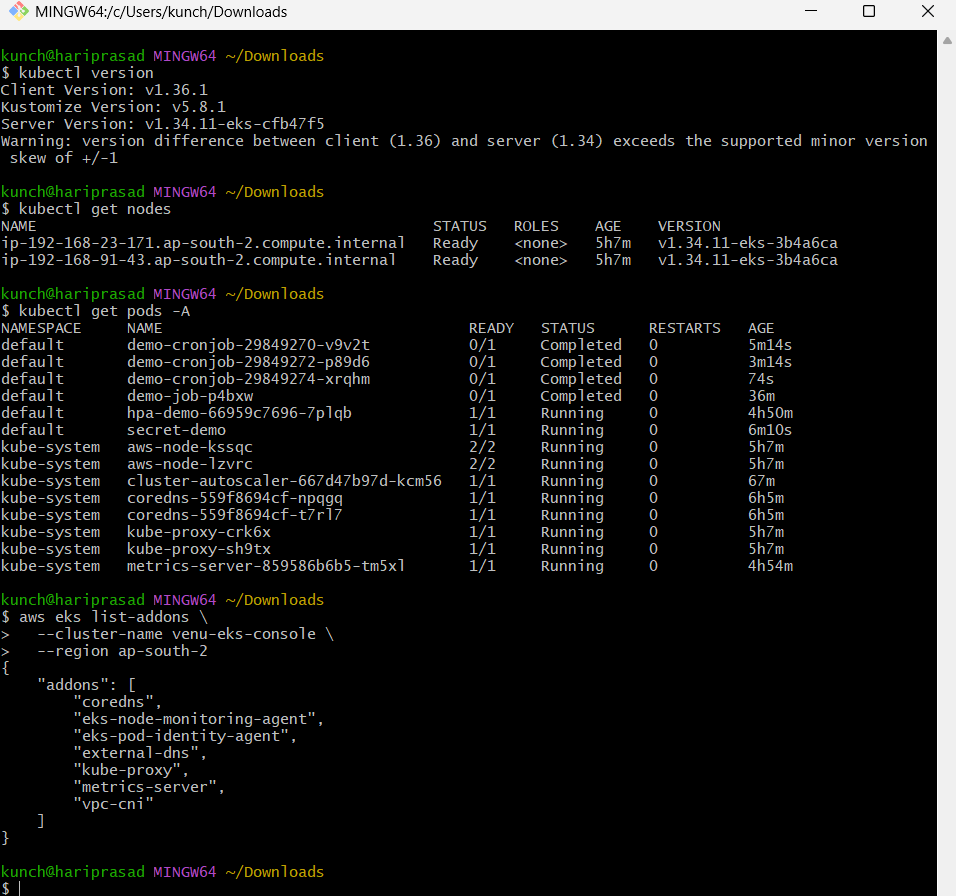 MINGW64:/c/Users/kunch/Downloads
kunch@hariprasad MINGW64 ~/Downloads
$ kubectl version
Client Version: v1.36.1
Kustomize Version: v5.8.1
Server Version: v1.34.11-eks-cfb47f5
Warning: version difference between client (1.36) and server (1.34) exceeds the supported minor version
 skew of +/-1
kunch@hariprasad MINGW64 ~/Downloads
$ kubectl get nodes
NAME                                            STATUS   ROLES    AGE    VERSION
ip-192-168-23-171.ap-south-2.compute.internal   Ready    <none>   5h7m   v1.34.11-eks-3b4a6ca
ip-192-168-91-43.ap-south-2.compute.internal    Ready    <none>   5h7m   v1.34.11-eks-3b4a6ca
kunch@hariprasad MINGW64 ~/Downloads
$ kubectl get pods -A
NAMESPACE     NAME                                  READY   STATUS      RESTARTS   AGE
default       demo-cronjob-29849270-v9v2t           0/1     Completed   0          5m14s
default       demo-cronjob-29849272-p89d6           0/1     Completed   0          3m14s
default       demo-cronjob-29849274-xrqhm           0/1     Completed   0          74s
default       demo-job-p4bxw                        0/1     Completed   0          36m
default       hpa-demo-66959c7696-7plqb             1/1     Running     0          4h50m
default       secret-demo                           1/1     Running     0          6m10s
kube-system   aws-node-kssqc                        2/2     Running     0          5h7m
kube-system   aws-node-lzvrc                        2/2     Running     0          5h7m
kube-system   cluster-autoscaler-667d47b97d-kcm56   1/1     Running     0          67m
kube-system   coredns-559f8694cf-npqgq              1/1     Running     0          6h5m
kube-system   coredns-559f8694cf-t7rl7              1/1     Running     0          6h5m
kube-system   kube-proxy-crk6x                      1/1     Running     0          5h7m
kube-system   kube-proxy-sh9tx                      1/1     Running     0          5h7m
kube-system   metrics-server-859586b6b5-tm5xl       1/1     Running     0          4h54m
kunch@hariprasad MINGW64 ~/Downloads
$ aws eks list-addons \
>   --cluster-name venu-eks-console \
>   --region ap-south-2
{
    "addons": [
        "coredns",
        "eks-node-monitoring-agent",
        "eks-pod-identity-agent",
        "external-dns",
        "kube-proxy",
        "metrics-server",
        "vpc-cni"
    ]
}
kunch@hariprasad MINGW64 ~/Downloads
$